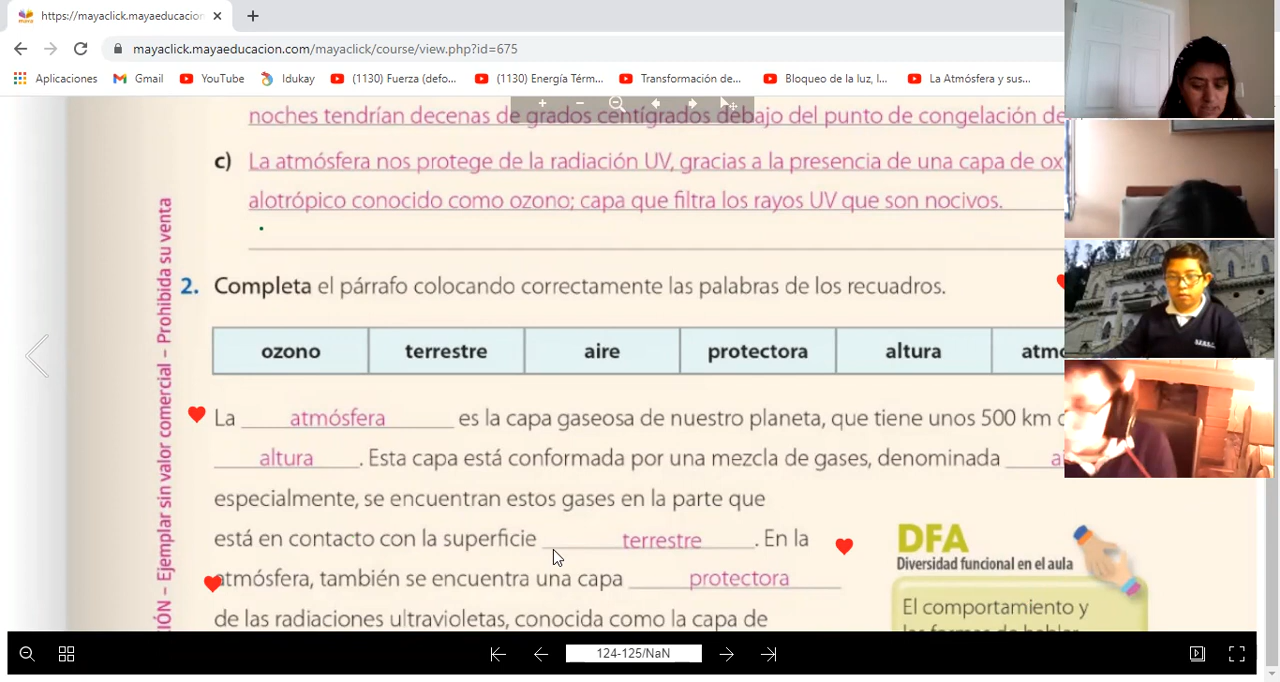 maya
https://mayaclick.mayaeducacion
mayaclick.mayaeducacion.com/mayaclick/course/view.php?id=675
Aplicaciones Gmail YouTube Idukay (1130) Fuerza (defo... (1130) Energía Térm... Transformación de... Bloqueo de la luz, l... La Atmósfera y sus...
noches tendrían decenas de grados centígrados debajo del punto de congelación de
c) La atmósfera nos protege de la radiación UV, gracias a la presencia de una capa de ox
alotrópico conocido como ozono; capa que filtra los rayos UV que son nocivos.
2. Completa el párrafo colocando correctamente las palabras de los recuadros.
ozono terrestre aire protectora altura atmó
La atmósfera es la capa gaseosa de nuestro planeta, que tiene unos 500 km
altura. Esta capa está conformada por una mezcla de gases, denominada
especialmente, se encuentran estos gases en la parte que
está en contacto con la superficie terrestre. En la
atmósfera, también se encuentra una capa protectora
de las radiaciones ultravioletas, conocida como la capa de
DFA
Diversidad funcional en el aula
El comportamiento y
las formas de hablar
CIÓN – Ejemplar sin valor comercial – Prohibida su venta
124-125/NaN